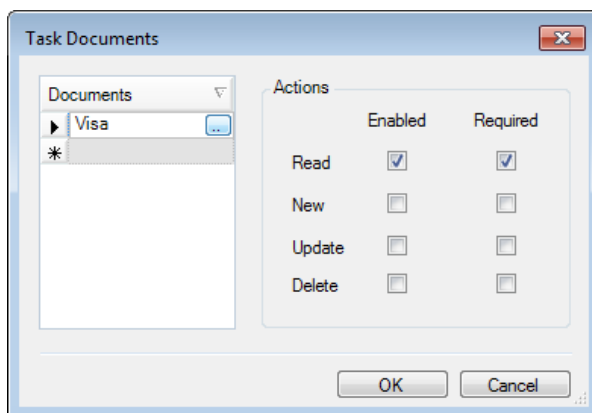 Task Documents
Documents
Actions
Visa
..
Enabled Required
Read
New
Update
Delete
OK Cancel